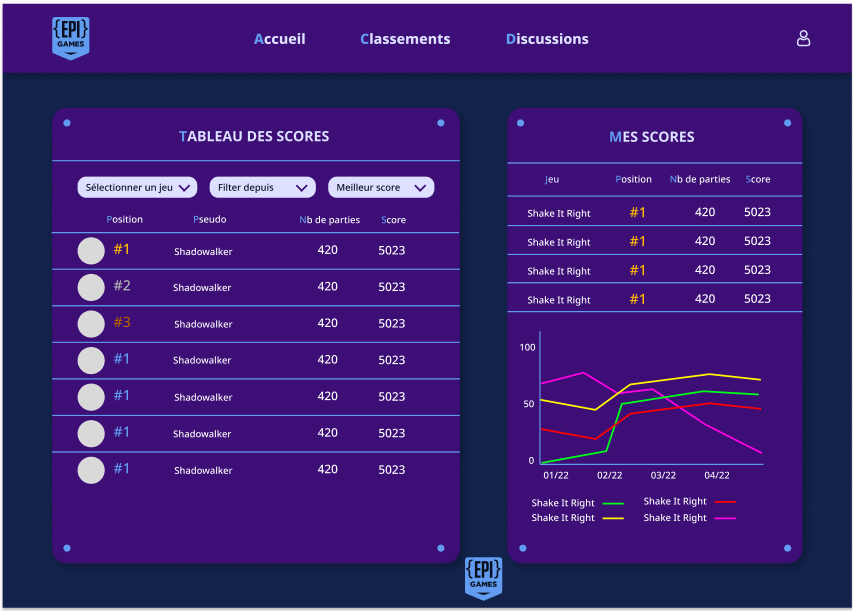 {EPI}
GAMES
Accueil Classements Discussions
TABLEAU DES SCORES
Sélectionner un jeu Filter depuis Meilleur score
Position Pseudo Nb de parties Score
#1 Shadowalker 420 5023
#2 Shadowalker 420 5023
#3 Shadowalker 420 5023
#1 Shadowalker 420 5023
#1 Shadowalker 420 5023
#1 Shadowalker 420 5023
#1 Shadowalker 420 5023
MES SCORES
Jeu Position Nb de parties Score
Shake It Right #1 420 5023
Shake It Right #1 420 5023
Shake It Right #1 420 5023
Shake It Right #1 420 5023
100
50
0
01/22 02/22 03/22 04/22
Shake It Right Shake It Right
Shake It Right Shake It Right
{EPI}
GAMES